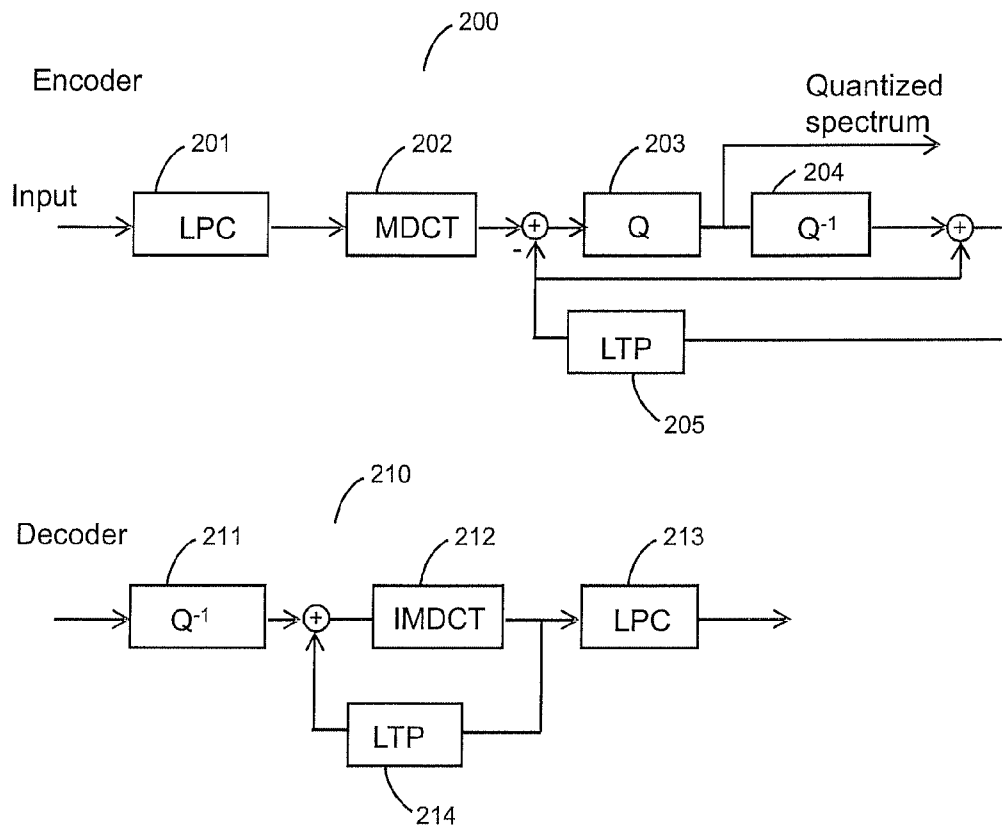 200
Encoder
Quantized
spectrum
201
202
203
204
Input
LPC
MDCT
+
-
Q
Q⁻¹
+
LTP
205
210
Decoder
211
212
213
Q⁻¹
+
IMDCT
LPC
LTP
214